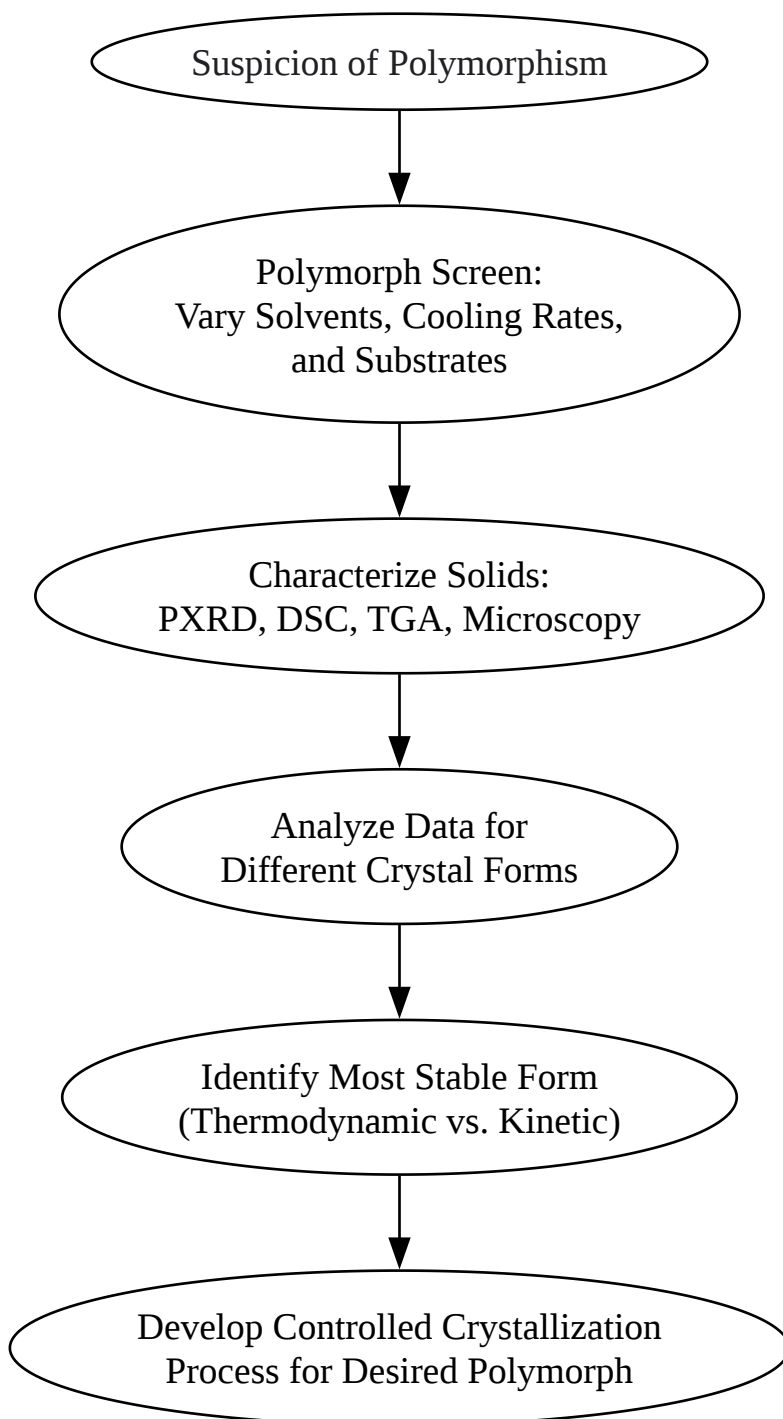 Suspicion of Polymorphism
Polymorph Screen:
Vary Solvents, Cooling Rates,
and Substrates
Characterize Solids:
PXRD, DSC, TGA, Microscopy
Analyze Data for
Different Crystal Forms
Identify Most Stable Form
(Thermodynamic vs. Kinetic)
Develop Controlled Crystallization
Process for Desired Polymorph